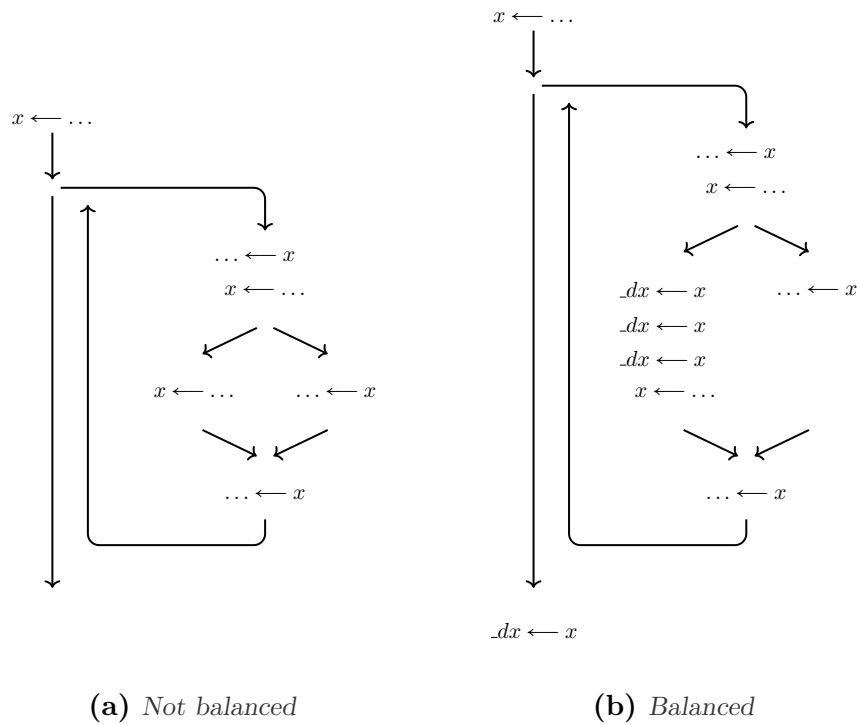 x ⟵ …
… ⟵ x
x ⟵ …
x ⟵ …
… ⟵ x
… ⟵ x
(a) Not balanced
x ⟵ …
… ⟵ x
x ⟵ …
_dx ⟵ x
… ⟵ x
_dx ⟵ x
_dx ⟵ x
x ⟵ …
… ⟵ x
_dx ⟵ x
(b) Balanced